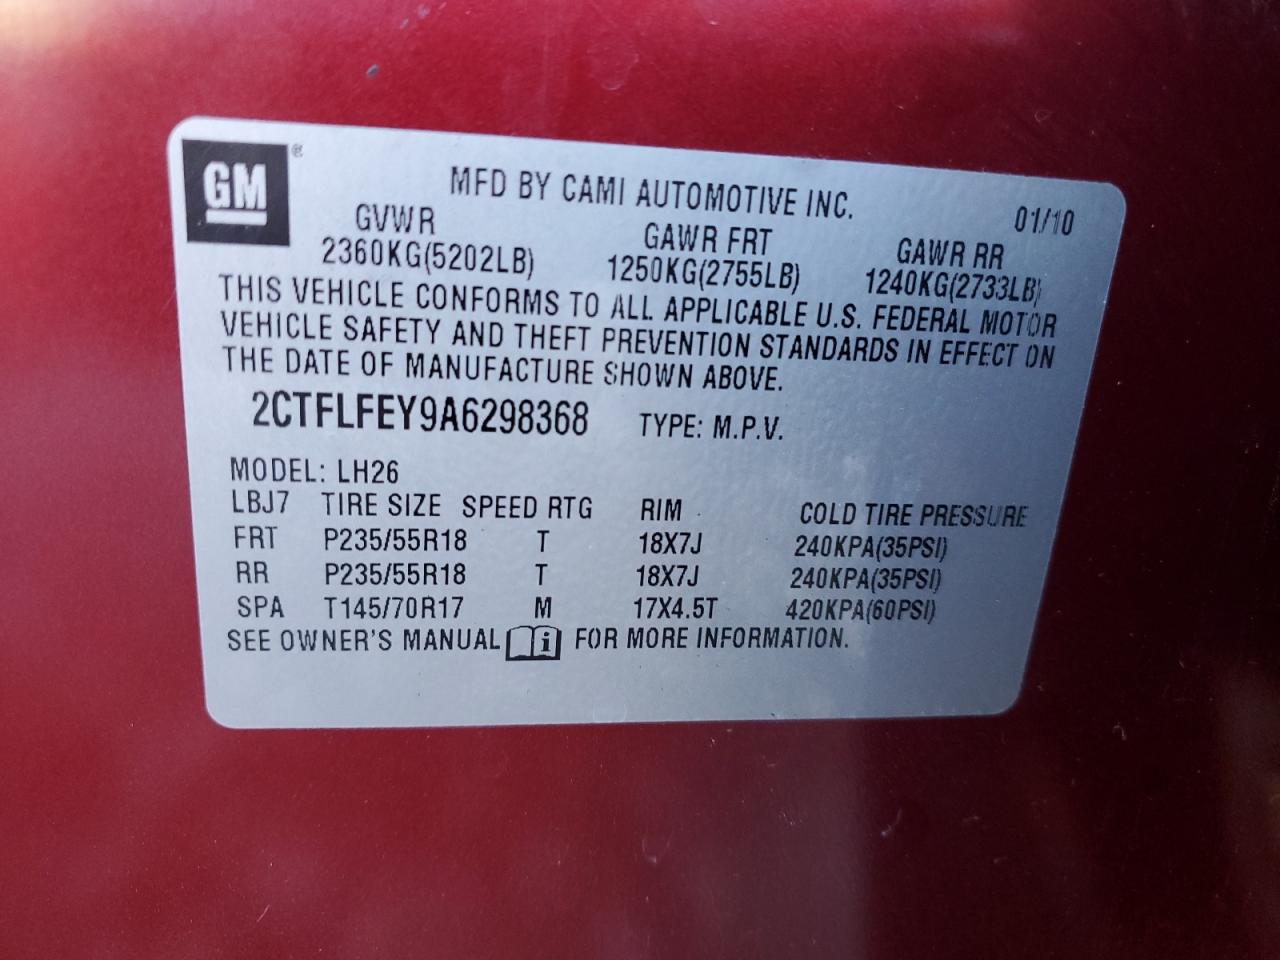 GM ®
MFD BY CAMI AUTOMOTIVE INC. 01/10
GVWR GAWR FRT GAWR RR
2360KG(5202LB) 1250KG(2755LB) 1240KG(2733LB)
THIS VEHICLE CONFORMS TO ALL APPLICABLE U.S. FEDERAL MOTOR
VEHICLE SAFETY AND THEFT PREVENTION STANDARDS IN EFFECT ON
THE DATE OF MANUFACTURE SHOWN ABOVE.
2CTFLFEY9A6298368 TYPE: M.P.V.
MODEL: LH26
LBJ7 TIRE SIZE SPEED RTG RIM COLD TIRE PRESSURE
FRT P235/55R18 T 18X7J 240KPA(35PSI)
RR P235/55R18 T 18X7J 240KPA(35PSI)
SPA T145/70R17 M 17X4.5T 420KPA(60PSI)
SEE OWNER'S MANUAL i FOR MORE INFORMATION.